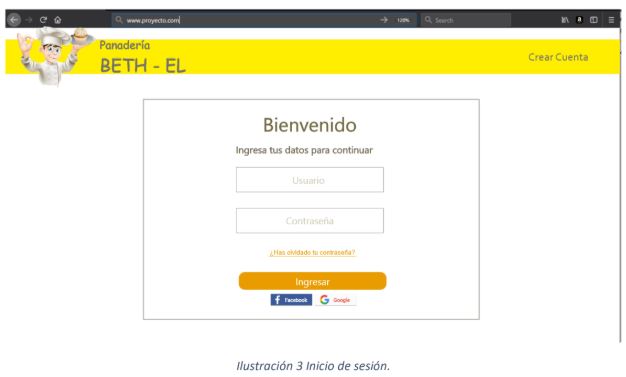 www.proyecto.com
120%
Search
Panadería
BETH - EL
Crear Cuenta
Bienvenido
Ingresa tus datos para continuar
Usuario
Contraseña
¿Has olvidado tu contraseña?
Ingresar
f Facebook
G Google
Ilustración 3 Inicio de sesión.